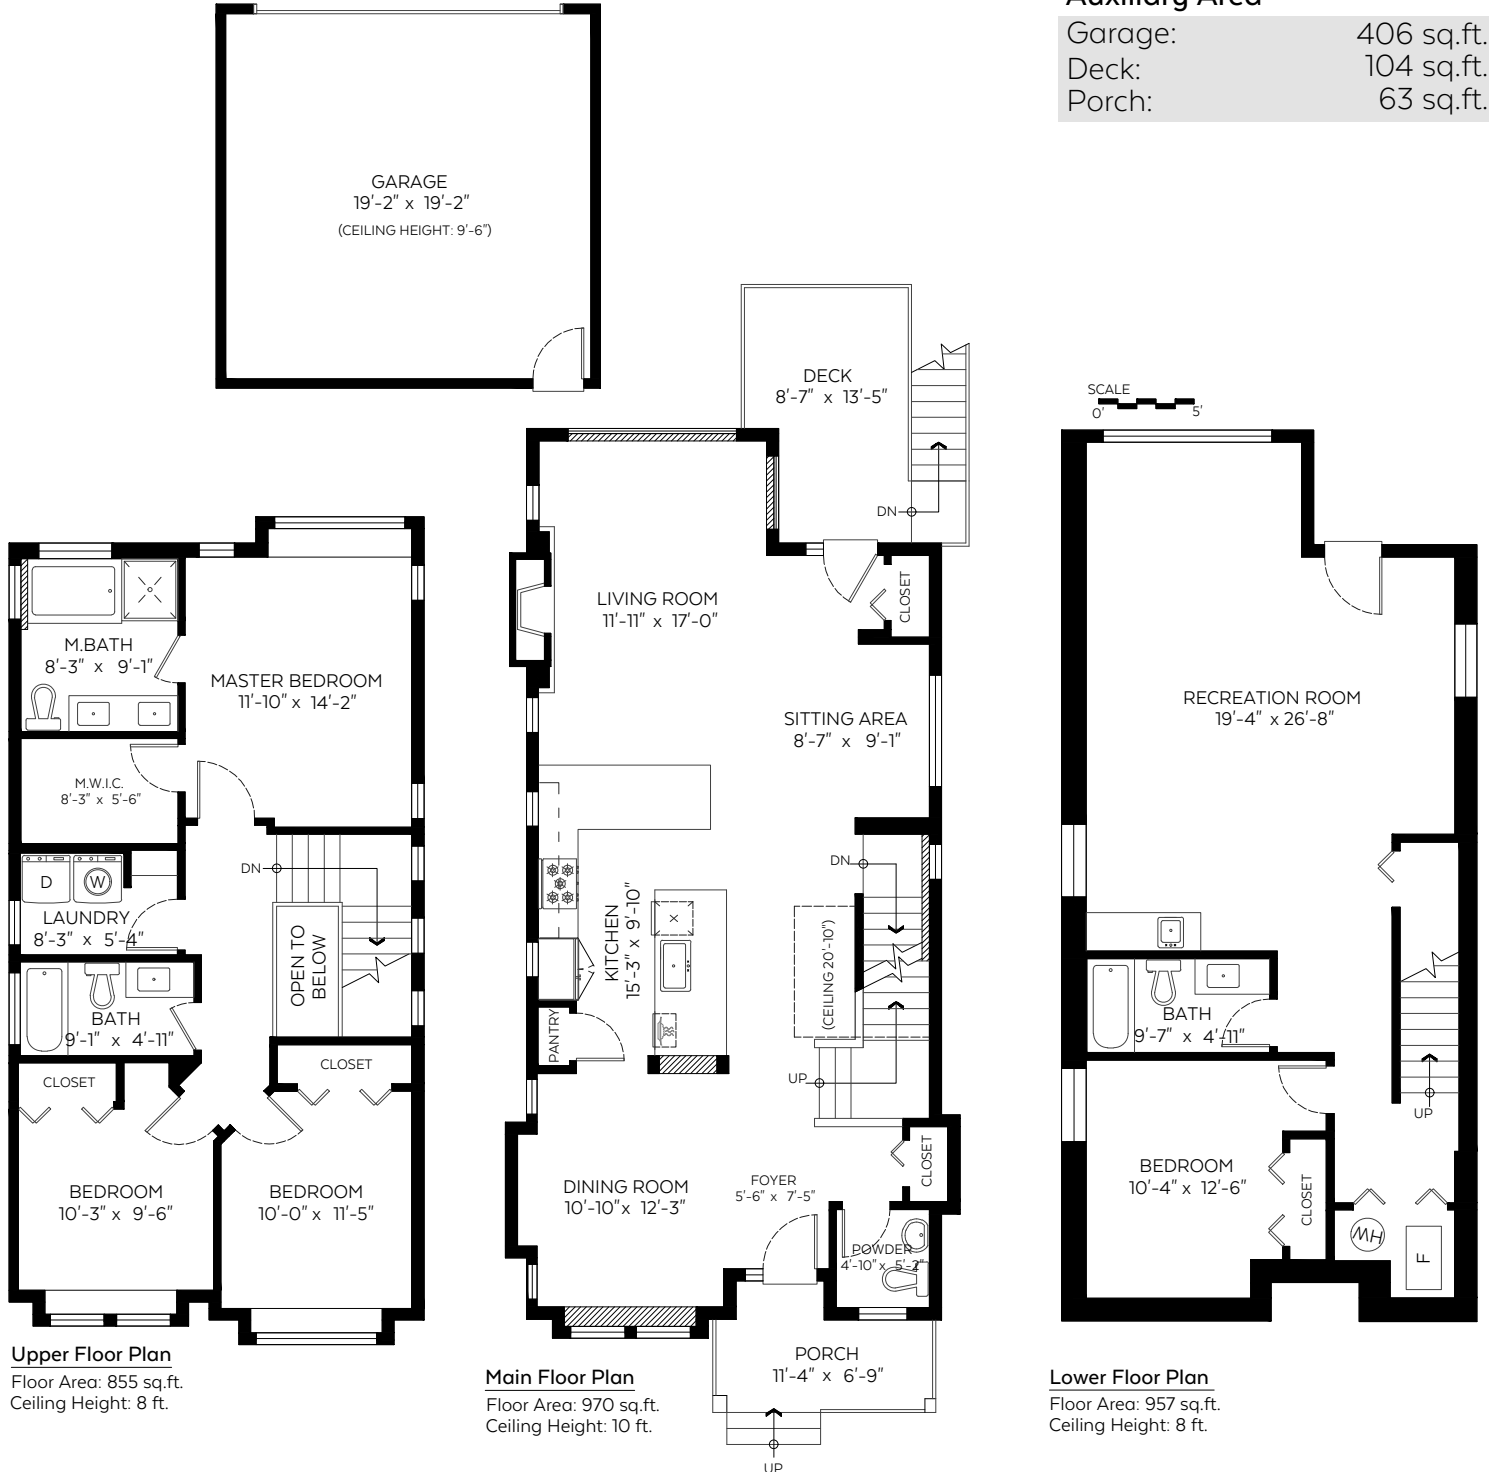 Auxiliary Area
Garage: 406 sq.ft.
Deck: 104 sq.ft.
Porch: 63 sq.ft.
GARAGE
19'-2" x 19'-2"
(CEILING HEIGHT: 9'-6")
DECK
8'-7" x 13'-5"
DN
SCALE
0' 5'
M.BATH
8'-3" x 9'-1"
MASTER BEDROOM
11'-10" x 14'-2"
M.W.I.C.
8'-3" x 5'-6"
DN
D
W
LAUNDRY
8'-3" x 5'-4"
OPEN TO
BELOW
BATH
9'-1" x 4'-11"
CLOSET
CLOSET
BEDROOM
10'-3" x 9'-6"
BEDROOM
10'-0" x 11'-5"
Upper Floor Plan
Floor Area: 855 sq.ft.
Ceiling Height: 8 ft.
LIVING ROOM
11'-11" x 17'-0"
CLOSET
SITTING AREA
8'-7" x 9'-1"
DN
KITCHEN
15'-3" x 9'-10"
X
(CEILING 20'-10")
PANTRY
UP
CLOSET
DINING ROOM
10'-10" x 12'-3"
FOYER
5'-6" x 7'-5"
POWDER
4'-10" x 5'-2"
PORCH
11'-4" x 6'-9"
UP
Main Floor Plan
Floor Area: 970 sq.ft.
Ceiling Height: 10 ft.
RECREATION ROOM
19'-4" x 26'-8"
BATH
9'-7" x 4'-11"
UP
BEDROOM
10'-4" x 12'-6"
CLOSET
WH
F
Lower Floor Plan
Floor Area: 957 sq.ft.
Ceiling Height: 8 ft.